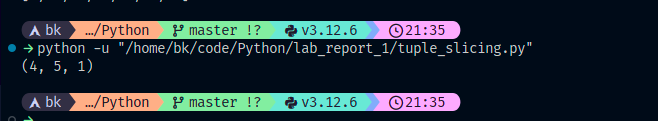 bk …/Python master !? v3.12.6 21:35
→ python -u "/home/bk/code/Python/lab_report_1/tuple_slicing.py"
(4, 5, 1)
bk …/Python master !? v3.12.6 21:35
→